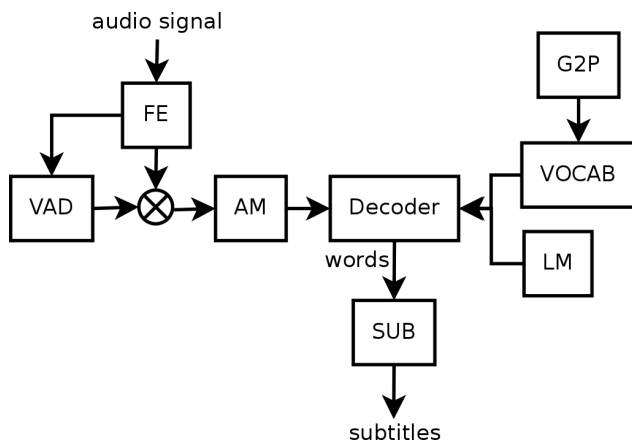 audio signal
FE
G2P
VAD
AM
Decoder
VOCAB
LM
words
SUB
subtitles